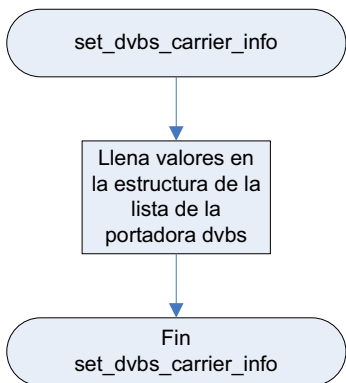 set_dvbs_carrier_info
Llena valores en
la estructura de la
lista de la
portadora dvbs
Fin
set_dvbs_carrier_info